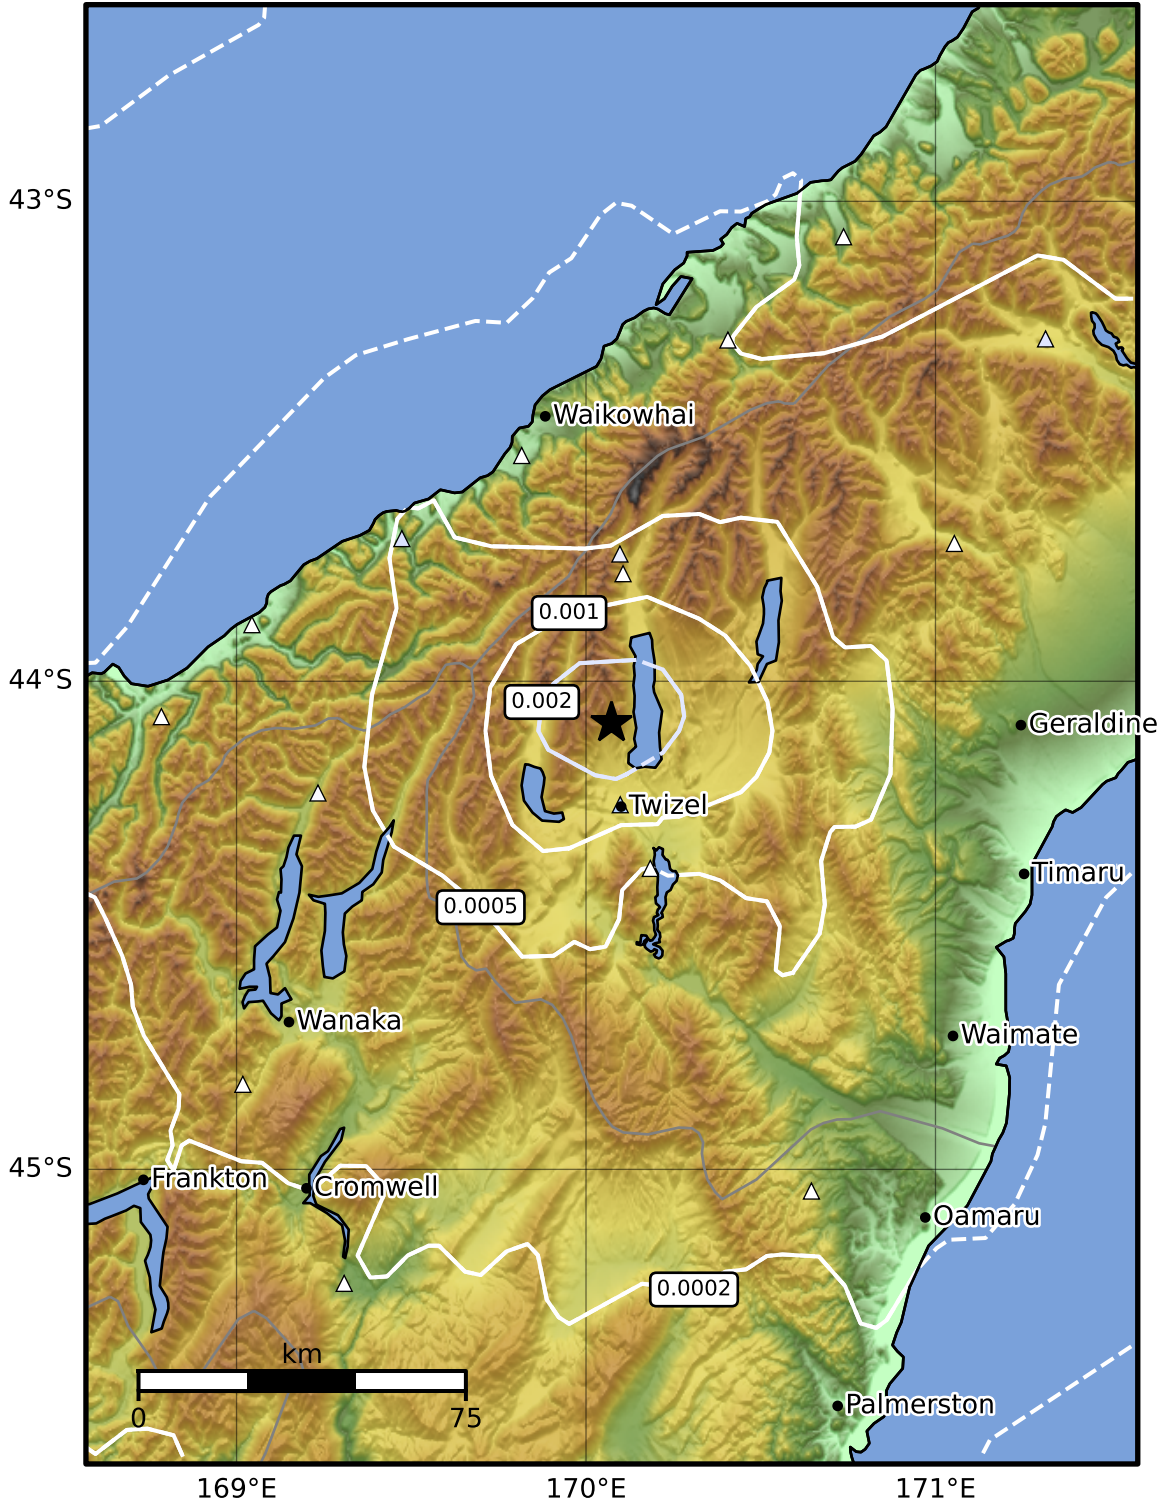 43°S
Waikowhai
0.001
44°S
0.002
Geraldine
Twizel
Timaru
0.0005
Wanaka
Waimate
45°S
Frankton
Cromwell
Oamaru
0.0002
km
0
75
Palmerston
169°E
170°E
171°E